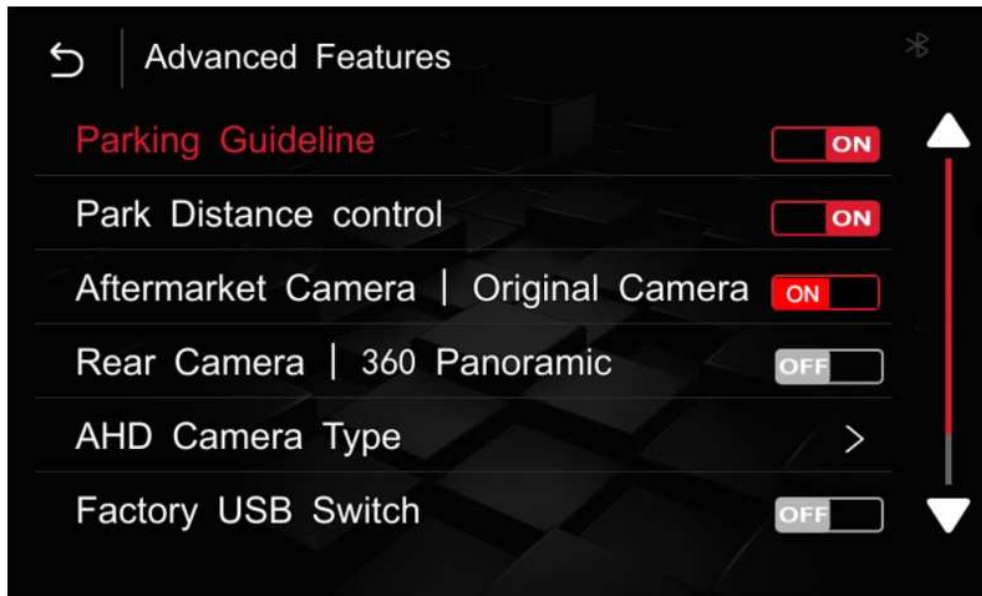 Advanced Features
Parking Guideline ON
Park Distance control ON
Aftermarket Camera | Original Camera ON
Rear Camera | 360 Panoramic OFF
AHD Camera Type >
Factory USB Switch OFF